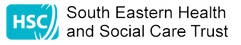 HSC South Eastern Health
and Social Care Trust